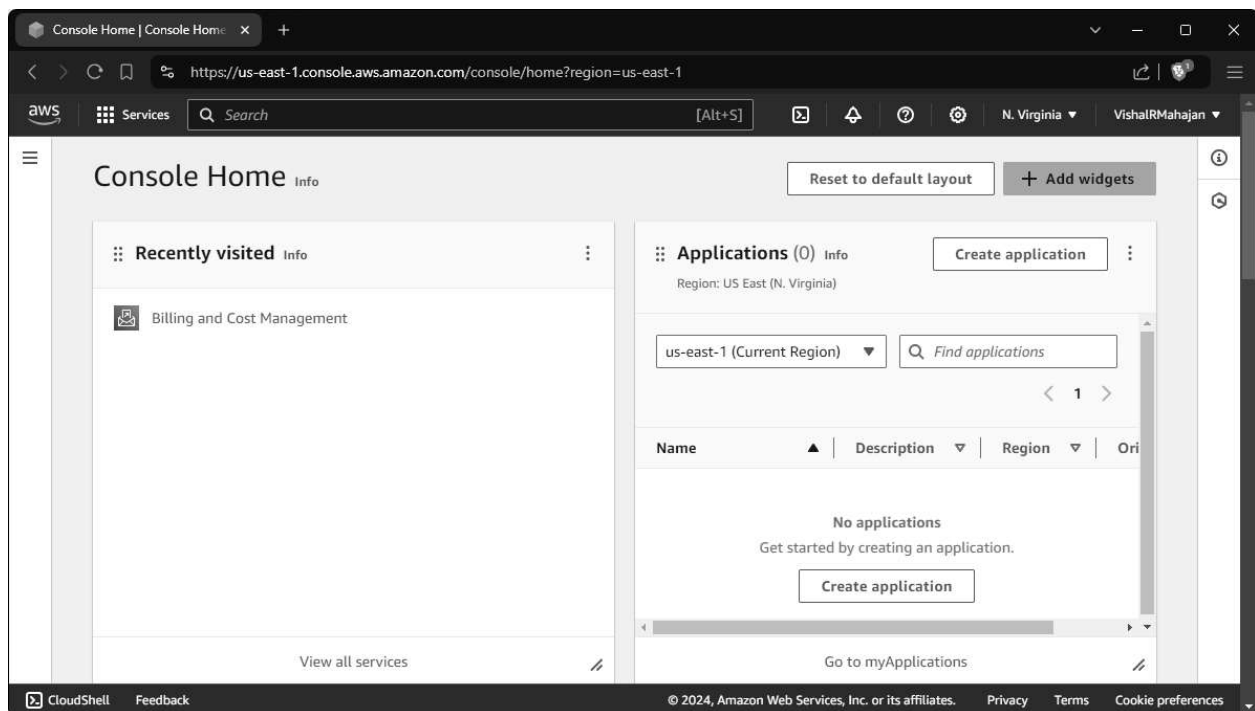 Console Home | Console Home
https://us-east-1.console.aws.amazon.com/console/home?region=us-east-1
aws Services Search [Alt+S] N. Virginia VishalRMahajan
Console Home Info Reset to default layout + Add widgets
Recently visited Info
Billing and Cost Management
View all services
Applications (0) Info Create application
Region: US East (N. Virginia)
us-east-1 (Current Region) Find applications
1
Name Description Region Ori
No applications
Get started by creating an application.
Create application
Go to myApplications
CloudShell Feedback © 2024, Amazon Web Services, Inc. or its affiliates. Privacy Terms Cookie preferences